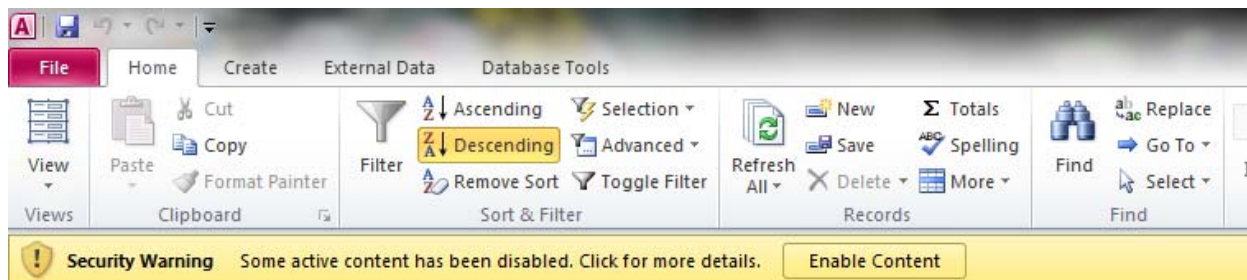 A
File Home Create External Data Database Tools
View
Views
Paste
Cut
Copy
Format Painter
Clipboard
Filter
Ascending
Descending
Remove Sort
Selection
Advanced
Toggle Filter
Sort & Filter
Refresh
All
New
Save
Delete
Σ Totals
ABC Spelling
More
Records
Find
Replace
Go To
Select
Find
Security Warning Some active content has been disabled. Click for more details. Enable Content